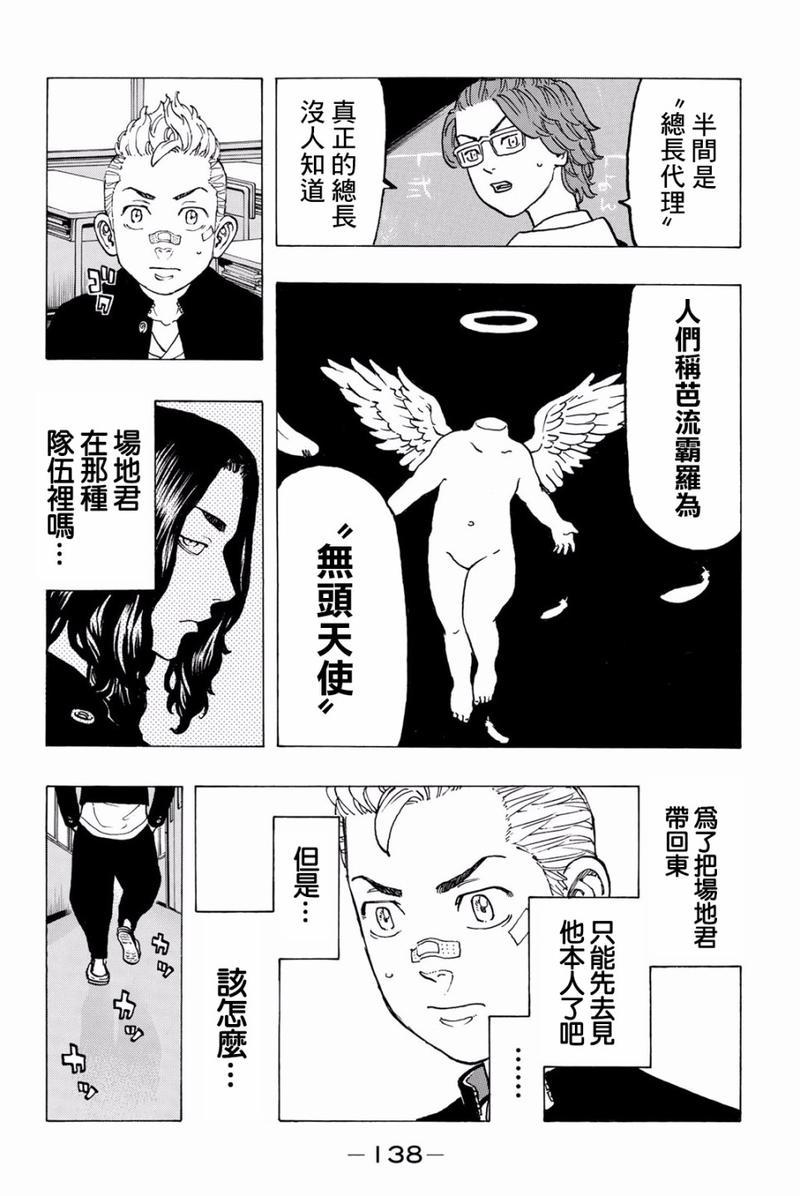 半間是
〝總長代理〞
真正的總長
沒人知道
弐
ゴクッ
人們稱芭流霸羅為
〝無頭天使〞
場地君
在那種
隊伍裡嗎…
為了把場地君
帶回東
只能先去見
他本人了吧
……
但是…
該怎麼…
カッ
カッ
—138—